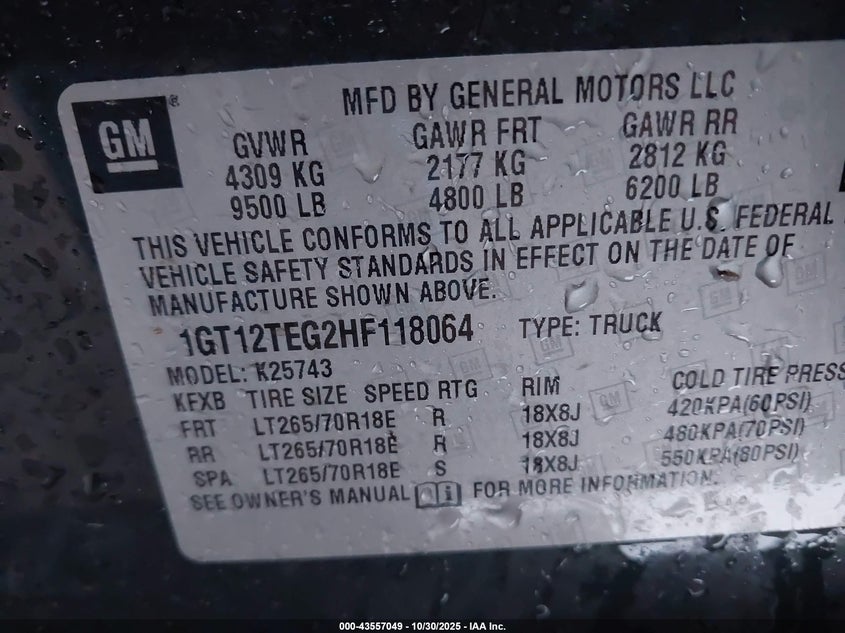 MFD BY GENERAL MOTORS LLC
GM®
GVWR GAWR FRT GAWR RR
4309 KG 2177 KG 2812 KG
9500 LB 4800 LB 6200 LB
THIS VEHICLE CONFORMS TO ALL APPLICABLE U.S. FEDERAL
VEHICLE SAFETY STANDARDS IN EFFECT ON THE DATE OF
MANUFACTURE SHOWN ABOVE.
1GT12TEG2HF118064 TYPE: TRUCK
MODEL: K25743
KFXB TIRE SIZE SPEED RTG RIM COLD TIRE PRESS
FRT LT265/70R18E R 18X8J 420KPA(60PSI)
RR LT265/70R18E R 18X8J 480KPA(70PSI)
SPA LT265/70R18E S 18X8J 550KPA(80PSI)
SEE OWNER'S MANUAL FOR MORE INFORMATION.
000-43557049 - 10/30/2025 - IAA Inc.